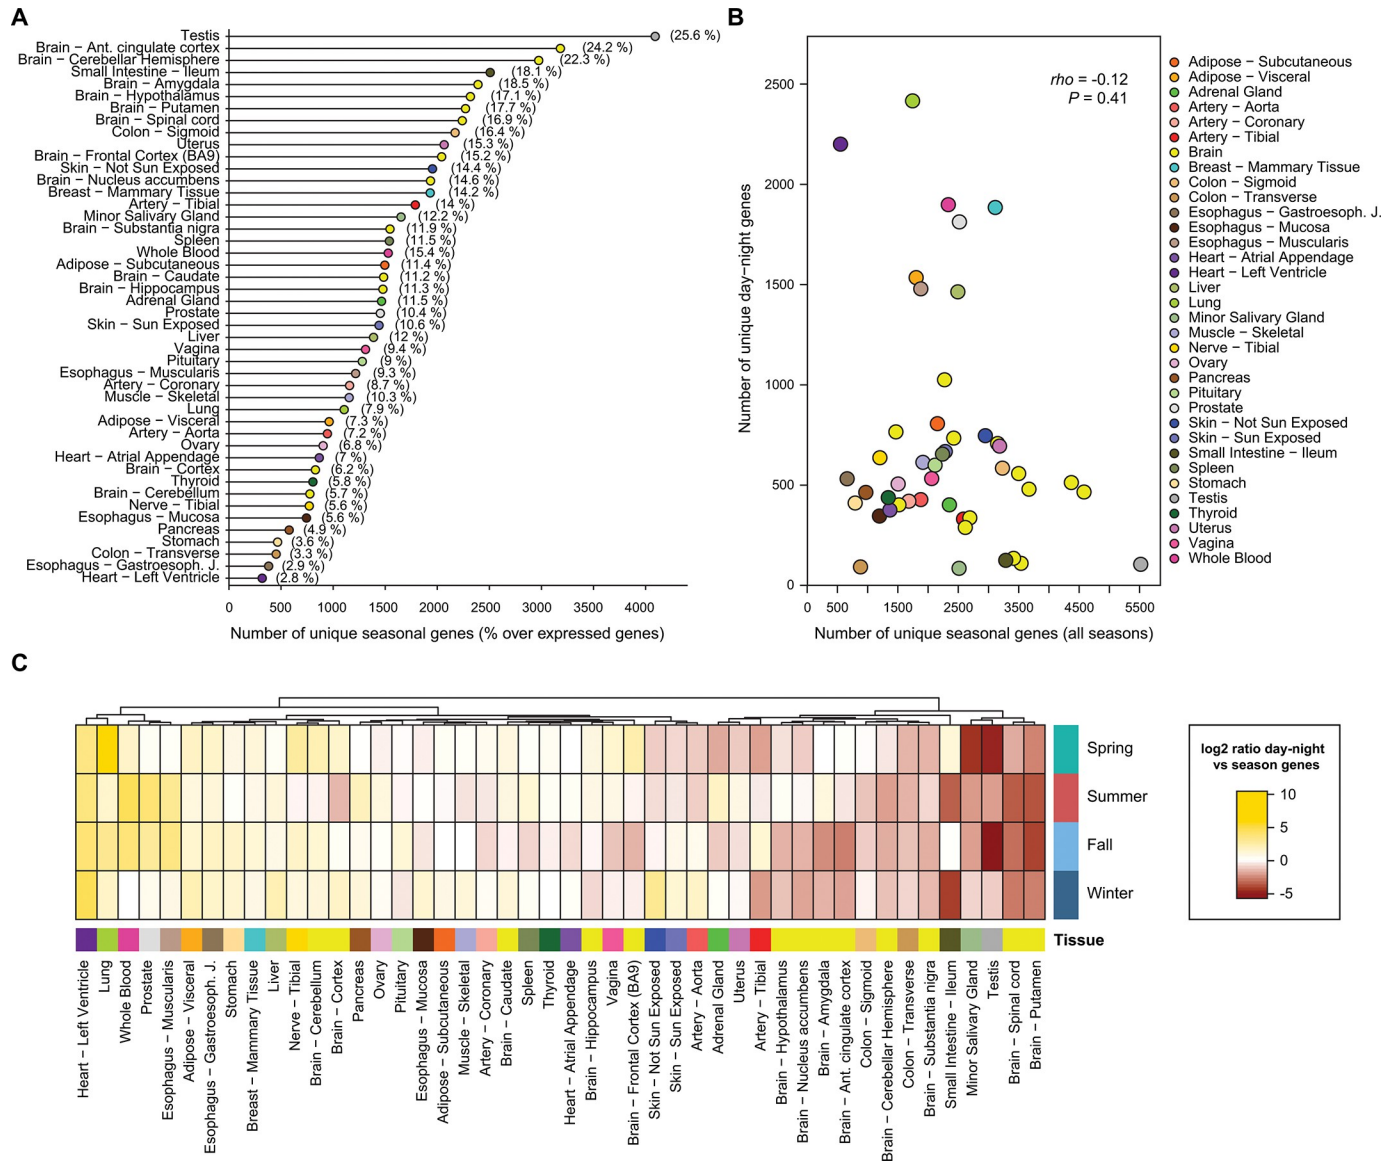 A
Testis (25.6 %)
Brain − Ant. cingulate cortex (24.2 %)
Brain − Cerebellar Hemisphere (22.3 %)
Small Intestine − Ileum (18.1 %)
Brain − Amygdala (18.5 %)
Brain − Hypothalamus (17.1 %)
Brain − Putamen (17.7 %)
Brain − Spinal cord (16.9 %)
Colon − Sigmoid (16.4 %)
Uterus (15.3 %)
Brain − Frontal Cortex (BA9) (15.2 %)
Skin − Not Sun Exposed (14.4 %)
Brain − Nucleus accumbens (14.6 %)
Breast − Mammary Tissue (14.2 %)
Artery − Tibial (14 %)
Minor Salivary Gland (12.2 %)
Brain − Substantia nigra (11.9 %)
Spleen (11.5 %)
Whole Blood (15.4 %)
Adipose − Subcutaneous (11.4 %)
Brain − Caudate (11.2 %)
Brain − Hippocampus (11.3 %)
Adrenal Gland (11.5 %)
Prostate (10.4 %)
Skin − Sun Exposed (10.6 %)
Liver (12 %)
Vagina (9.4 %)
Pituitary (9 %)
Esophagus − Muscularis (9.3 %)
Artery − Coronary (8.7 %)
Muscle − Skeletal (10.3 %)
Lung (7.9 %)
Adipose − Visceral (7.3 %)
Artery − Aorta (7.2 %)
Ovary (6.8 %)
Heart − Atrial Appendage (7 %)
Brain − Cortex (6.2 %)
Thyroid (5.8 %)
Brain − Cerebellum (5.7 %)
Nerve − Tibial (5.6 %)
Esophagus − Mucosa (5.6 %)
Pancreas (4.9 %)
Stomach (3.6 %)
Colon − Transverse (3.3 %)
Esophagus − Gastroesoph. J. (2.9 %)
Heart − Left Ventricle (2.8 %)
0 500 1000 1500 2000 2500 3000 3500 4000
Number of unique seasonal genes (% over expressed genes)
B
rho = -0.12
P = 0.41
Number of unique day−night genes
2500
2000
1500
1000
500
0
0 500 1500 2500 3500 4500 5500
Number of unique seasonal genes (all seasons)
Adipose − Subcutaneous
Adipose − Visceral
Adrenal Gland
Artery − Aorta
Artery − Coronary
Artery − Tibial
Brain
Breast − Mammary Tissue
Colon − Sigmoid
Colon − Transverse
Esophagus − Gastroesoph. J.
Esophagus − Mucosa
Esophagus − Muscularis
Heart − Atrial Appendage
Heart − Left Ventricle
Liver
Lung
Minor Salivary Gland
Muscle − Skeletal
Nerve − Tibial
Ovary
Pancreas
Pituitary
Prostate
Skin − Not Sun Exposed
Skin − Sun Exposed
Small Intestine − Ileum
Spleen
Stomach
Testis
Thyroid
Uterus
Vagina
Whole Blood
C
Spring
Summer
Fall
Winter
Tissue
Heart − Left Ventricle
Lung
Whole Blood
Prostate
Esophagus − Muscularis
Adipose − Visceral
Esophagus − Gastroesoph. J.
Stomach
Breast − Mammary Tissue
Liver
Nerve − Tibial
Brain − Cerebellum
Brain − Cortex
Pancreas
Ovary
Pituitary
Esophagus − Mucosa
Adipose − Subcutaneous
Muscle − Skeletal
Artery − Coronary
Brain − Caudate
Spleen
Thyroid
Heart − Atrial Appendage
Brain − Hippocampus
Vagina
Brain − Frontal Cortex (BA9)
Skin − Not Sun Exposed
Skin − Sun Exposed
Artery − Aorta
Adrenal Gland
Uterus
Artery − Tibial
Brain − Hypothalamus
Brain − Nucleus accumbens
Brain − Amygdala
Brain − Ant. cingulate cortex
Colon − Sigmoid
Brain − Cerebellar Hemisphere
Colon − Transverse
Brain − Substantia nigra
Small Intestine − Ileum
Minor Salivary Gland
Testis
Brain − Spinal cord
Brain − Putamen
log2 ratio day-night
vs season genes
10
5
0
-5